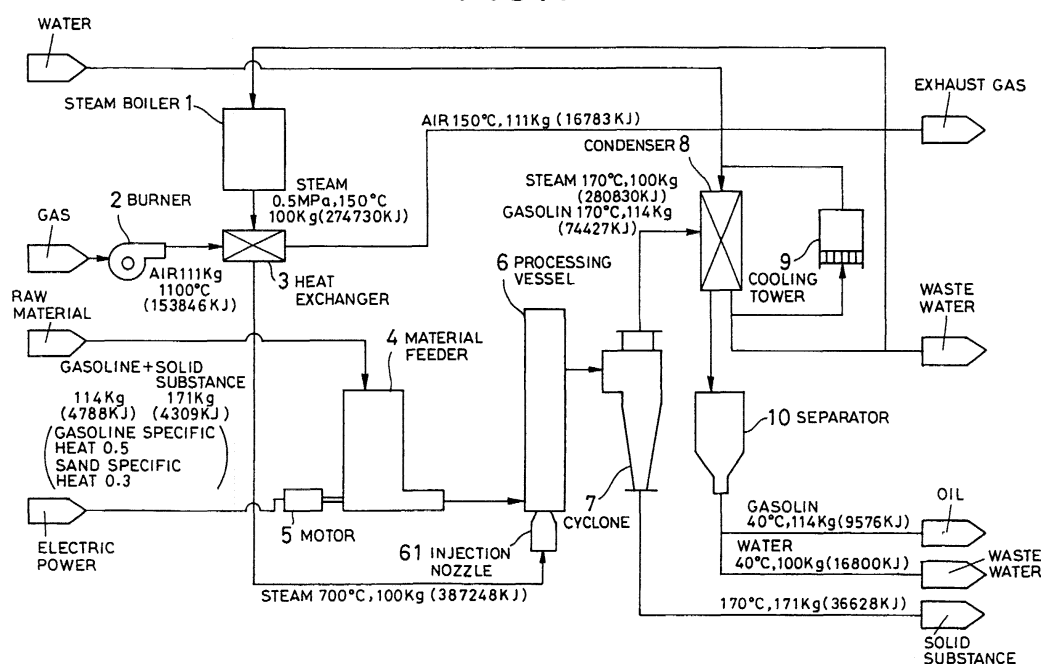 WATER
STEAM BOILER 1
EXHAUST GAS
AIR 150°C, 111Kg (16783KJ)
CONDENSER 8
STEAM 170°C, 100Kg
(280830KJ)
GASOLIN 170°C, 114Kg
(74427KJ)
STEAM
0.5MPa, 150°C
100Kg(274730KJ)
2 BURNER
GAS
AIR111Kg
1100°C
(153846KJ)
3 HEAT
EXCHANGER
6 PROCESSING
VESSEL
9
COOLING
TOWER
WASTE
WATER
RAW
MATERIAL
4 MATERIAL
FEEDER
GASOLINE+SOLID
SUBSTANCE
114Kg 171Kg
(4788KJ) (4309KJ)
(GASOLINE SPECIFIC
HEAT 0.5
SAND SPECIFIC
HEAT 0.3)
10 SEPARATOR
7
CYCLONE
5 MOTOR
ELECTRIC
POWER
61 INJECTION
NOZZLE
STEAM 700°C, 100Kg (387248KJ)
GASOLIN
40°C, 114Kg(9576KJ)
OIL
WATER
40°C, 100Kg(16800KJ)
WASTE
WATER
170°C, 171Kg(36628KJ)
SOLID
SUBSTANCE